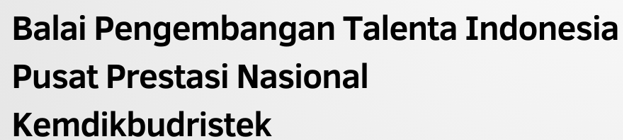 Balai Pengembangan Talenta Indonesia
Pusat Prestasi Nasional
Kemdikbudristek